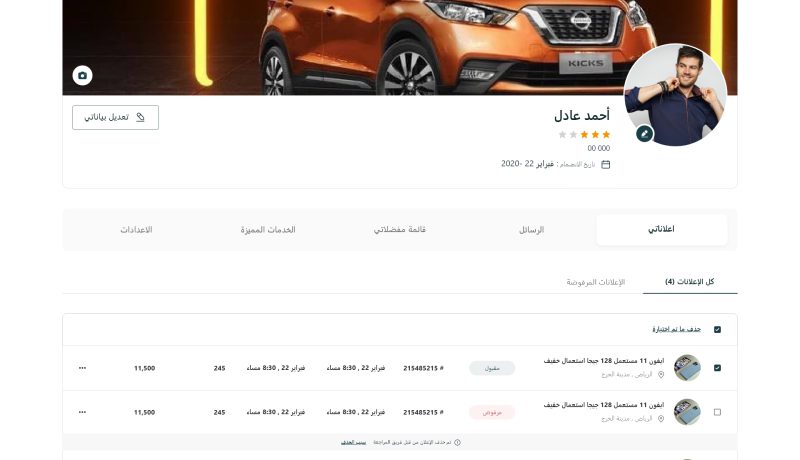 KICKS
أحمد عادل
تعديل بياناتي
00 000
تاريخ الانضمام : فبراير 22 -2020
اعلاناتي
الرسائل
قائمة مفضلاتي
الخدمات المميزة
الاعدادات
كل الإعلانات (4)
الإعلانات المرفوضة
حذف ما تم اختيارة
ايفون 11 مستعمل 128 جيجا استعمال خفيف
الرياض , مدينة الخرج
مقبول
# 215485215
فبراير 22 , 8:30 مساء
فبراير 22 , 8:30 مساء
245
11,500
ايفون 11 مستعمل 128 جيجا استعمال خفيف
الرياض , مدينة الخرج
مرفوض
# 215485215
فبراير 22 , 8:30 مساء
فبراير 22 , 8:30 مساء
245
11,500
تم حذف الإعلان من قبل فريق المراجعة
سبب الحذف